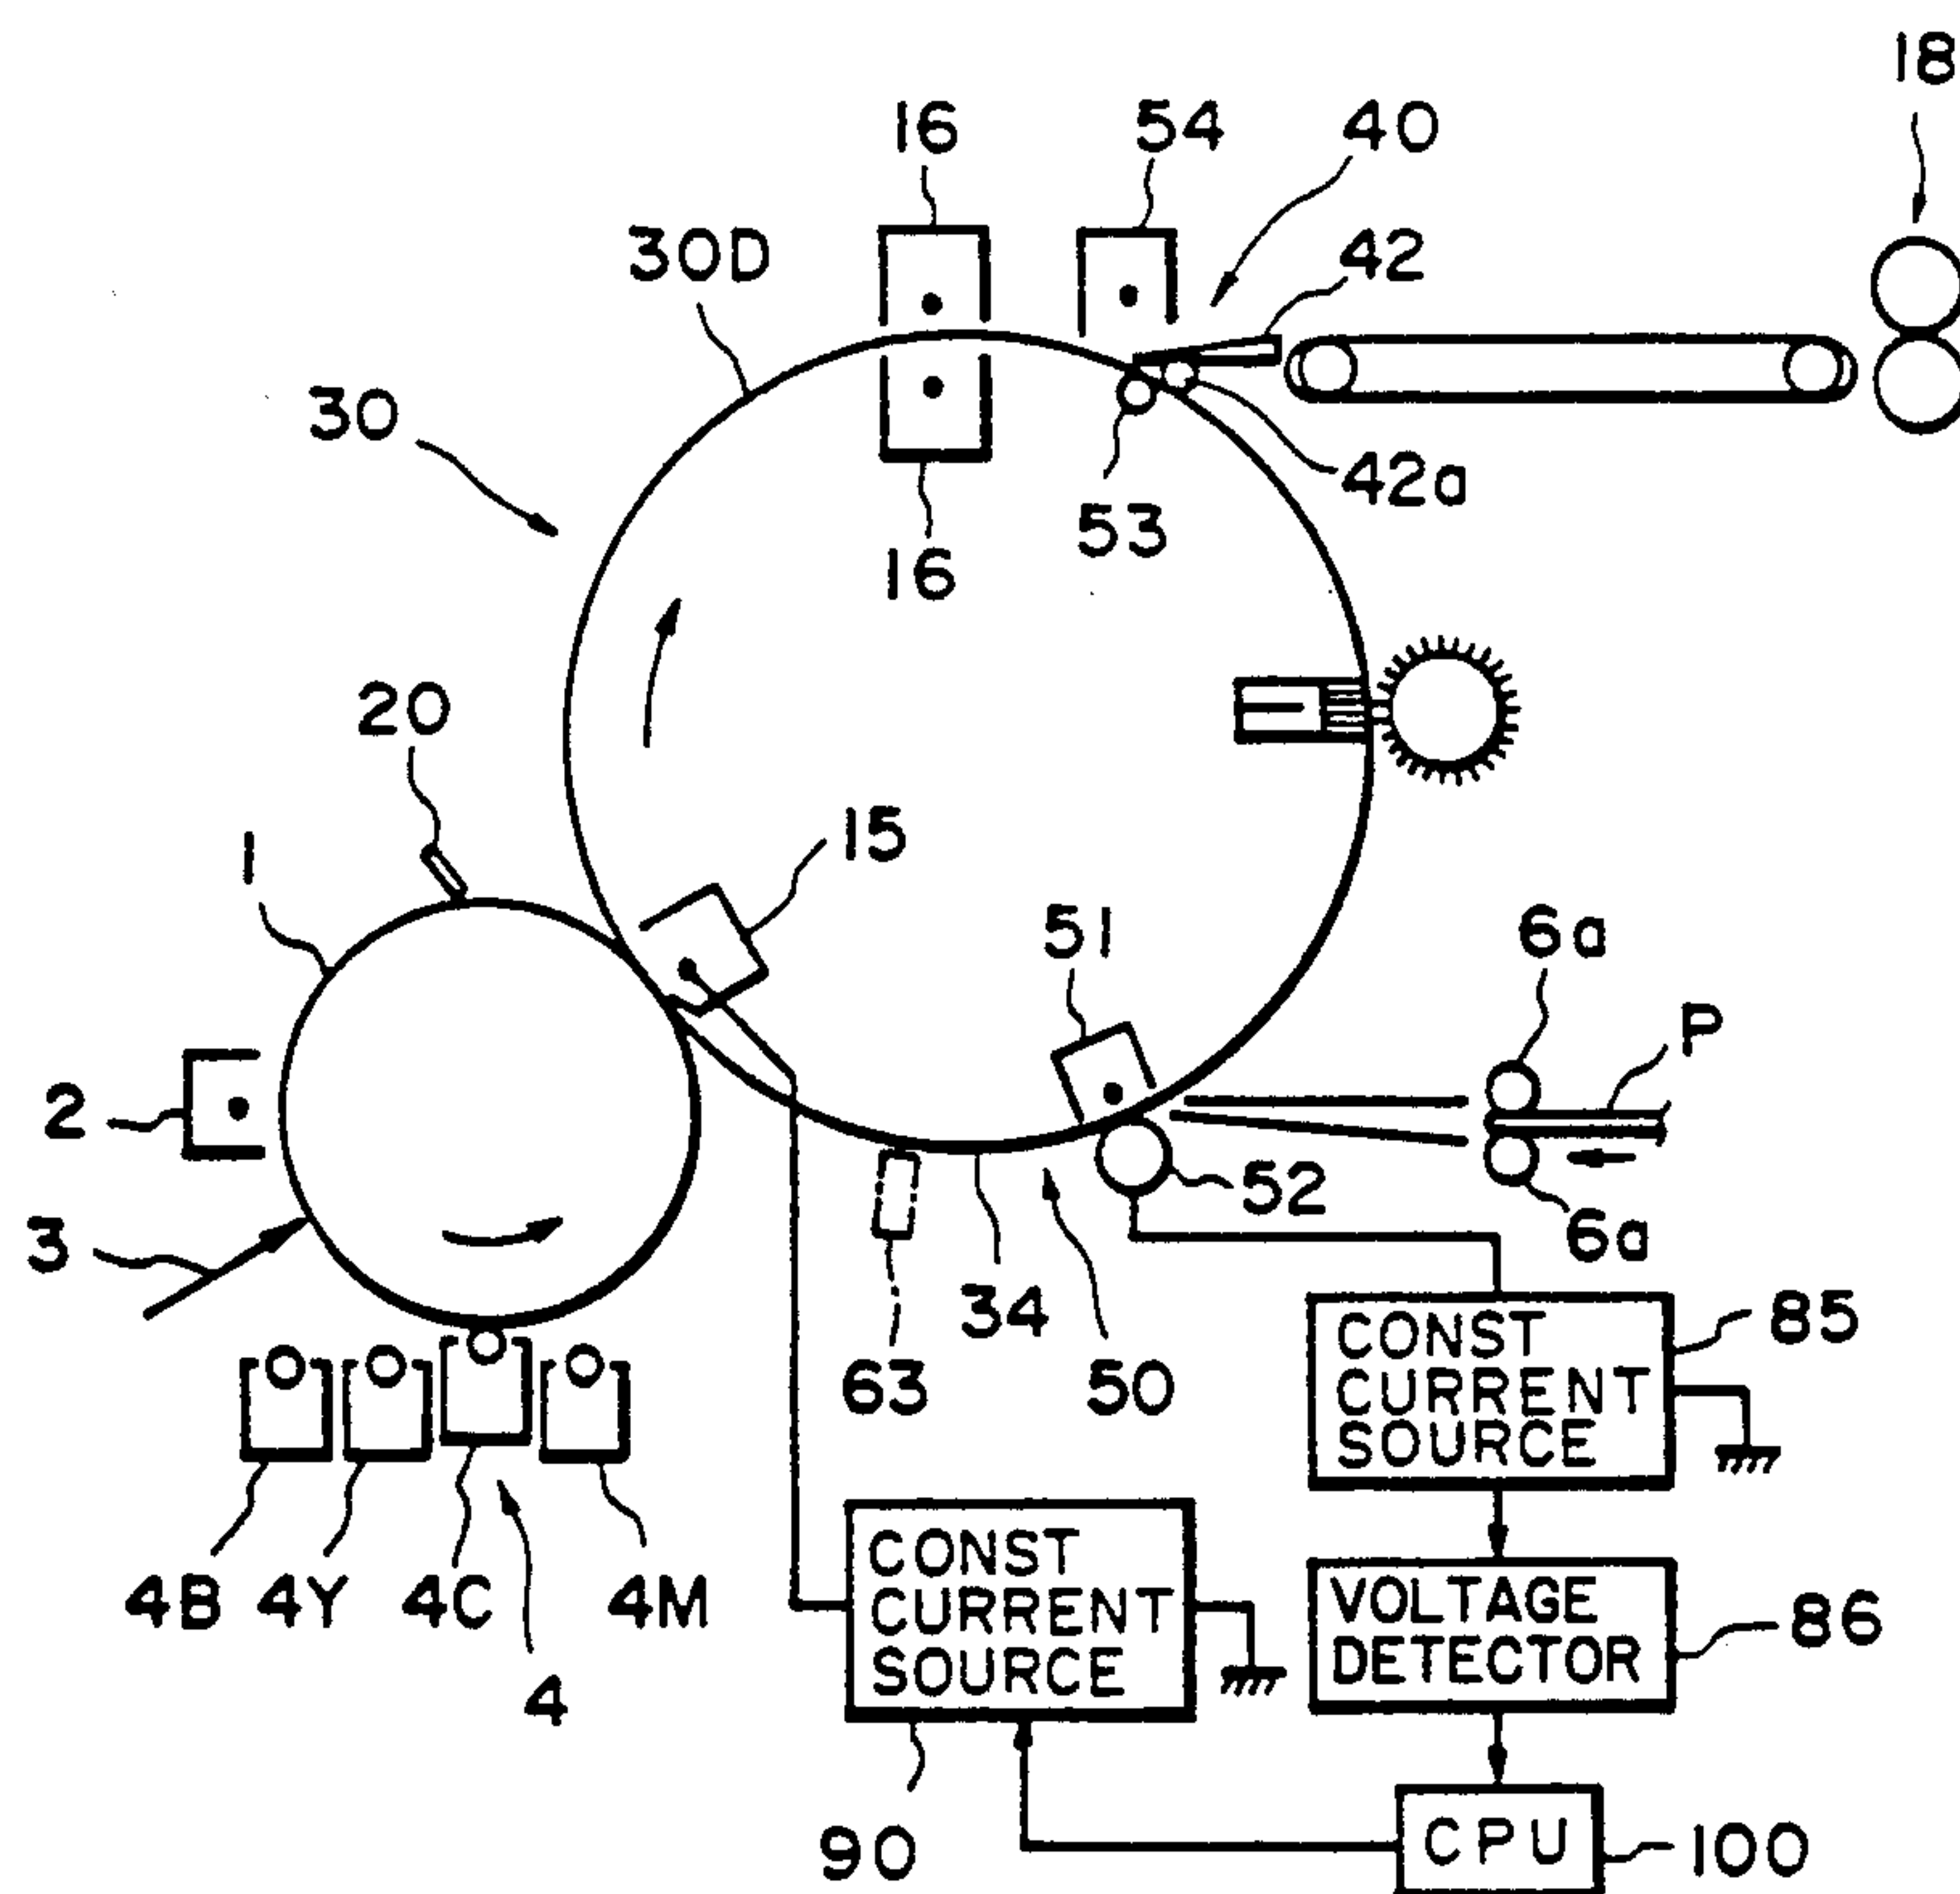 18
16
54
40
30D
42
30
42a
53
16
20
15
1
51
6a
P
2
52
3
6a
34
85
CONST
CURRENT
SOURCE
63
50
CONST
CURRENT
SOURCE
VOLTAGE
DETECTOR
86
4B
4Y
4C
4M
4
90
CPU
100